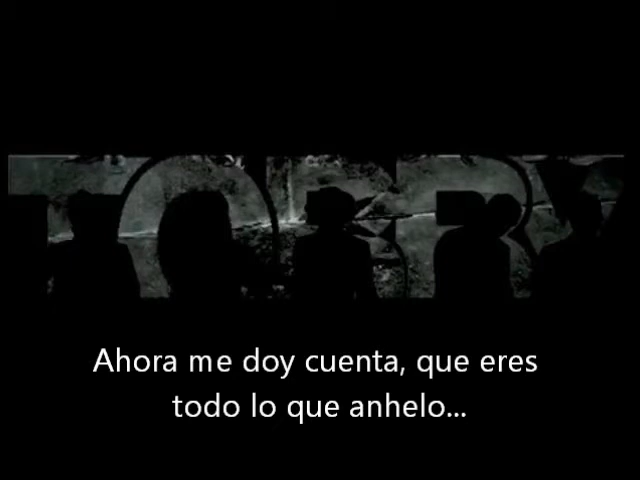 Ahora me doy cuenta, que eres
todo lo que anhelo...